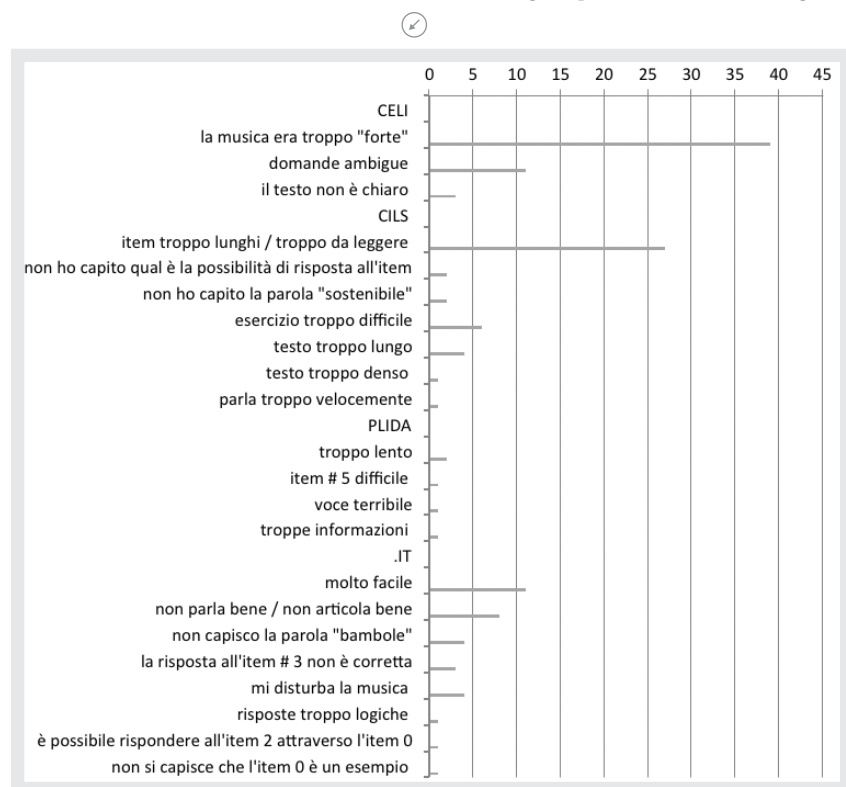 0 5 10 15 20 25 30 35 40 45
CELI
la musica era troppo "forte"
domande ambigue
il testo non è chiaro
CILS
item troppo lunghi / troppo da leggere
non ho capito qual è la possibilità di risposta all'item
non ho capito la parola "sostenibile"
esercizio troppo difficile
testo troppo lungo
testo troppo denso
parla troppo velocemente
PLIDA
troppo lento
item # 5 difficile
voce terribile
troppe informazioni
.IT
molto facile
non parla bene / non articola bene
non capisco la parola "bambole"
la risposta all'item # 3 non è corretta
mi disturba la musica
risposte troppo logiche
è possibile rispondere all'item 2 attraverso l'item 0
non si capisce che l'item 0 è un esempio